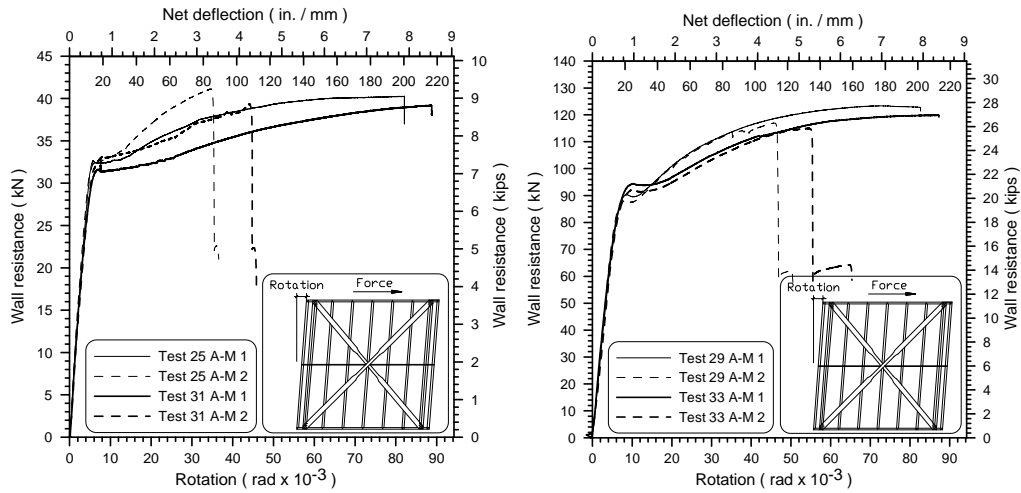 Net deflection ( in. / mm )
0 1 2 3 4 5 6 7 8 9
20 40 60 80 100 120 140 160 180 200 220
45
40
35
30
25
20
15
10
5
0
Wall resistance ( kN )
10
9
8
7
6
5
4
3
2
1
0
Wall resistance ( kips )
Rotation
Force
Test 25 A-M 1
Test 25 A-M 2
Test 31 A-M 1
Test 31 A-M 2
0 10 20 30 40 50 60 70 80 90
Rotation ( rad x 10-3 )
Net deflection ( in. / mm )
0 1 2 3 4 5 6 7 8 9
20 40 60 80 100 120 140 160 180 200 220
140
130
120
110
100
90
80
70
60
50
40
30
20
10
0
Wall resistance ( kN )
30
28
26
24
22
20
18
16
14
12
10
8
6
4
2
0
Wall resistance ( kips )
Rotation
Force
Test 29 A-M 1
Test 29 A-M 2
Test 33 A-M 1
Test 33 A-M 2
0 10 20 30 40 50 60 70 80 90
Rotation ( rad x 10-3 )